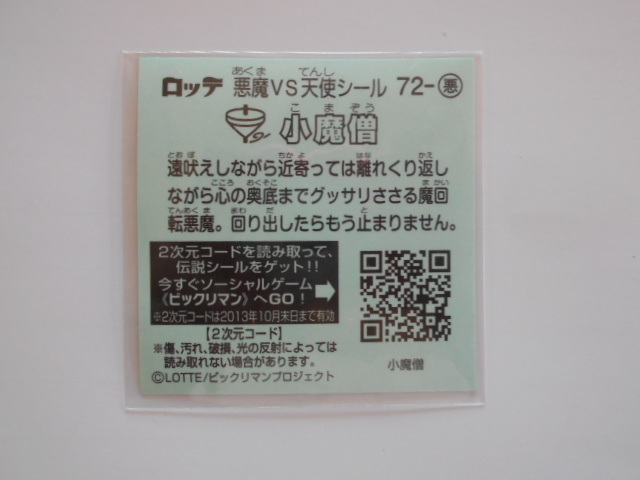 ロッテ 悪魔VS天使シール 72-悪
小魔僧
遠吠えしながら近寄っては離れくり返し
ながら心の奥底までグッサリささる魔回
転悪魔。回り出したらもう止まりません。
2次元コードを読み取って、
伝説シールをゲット!!
今すぐソーシャルゲーム
《ビックリマン》へGO!
※2次元コードは2013年10月末日まで有効
【2次元コード】
※傷、汚れ、破損、光の反射によっては
読み取れない場合があります。
©LOTTE/ビックリマンプロジェクト
小魔僧